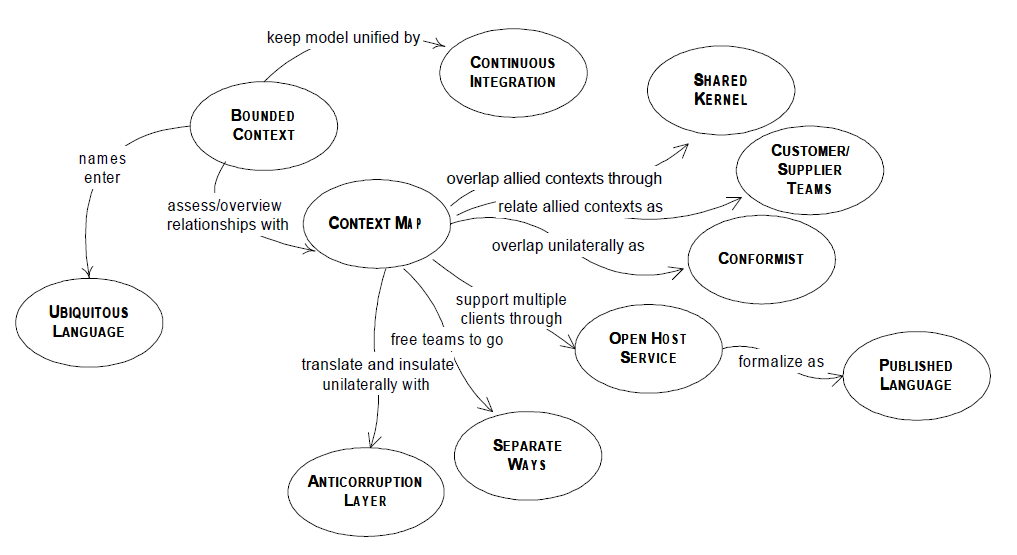 keep model unified by
CONTINUOUS
INTEGRATION
SHARED
KERNEL
BOUNDED
CONTEXT
names
enter
CUSTOMER/
SUPPLIER
TEAMS
overlap allied contexts through
assess/overview
relationships with
relate allied contexts as
CONTEXT MAP
overlap unilaterally as
CONFORMIST
UBIQUITOUS
LANGUAGE
support multiple
clients through
free teams to go
OPEN HOST
SERVICE
formalize as
PUBLISHED
LANGUAGE
translate and insulate
unilaterally with
SEPARATE
WAYS
ANTICORRUPTION
LAYER